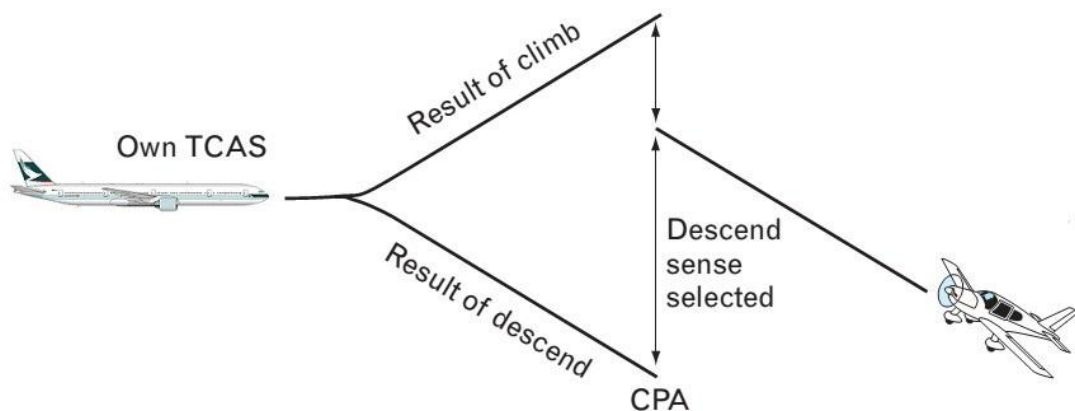 Own TCAS
Result of climb
Result of descend
Descend
sense
selected
CPA